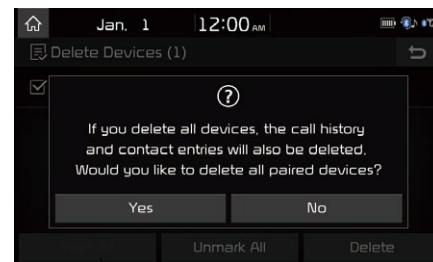 Jan. 1
12:00 AM
Delete Devices (1)
If you delete all devices, the call history
and contact entries will also be deleted.
Would you like to delete all paired devices?
Yes
No
Unmark All
Delete